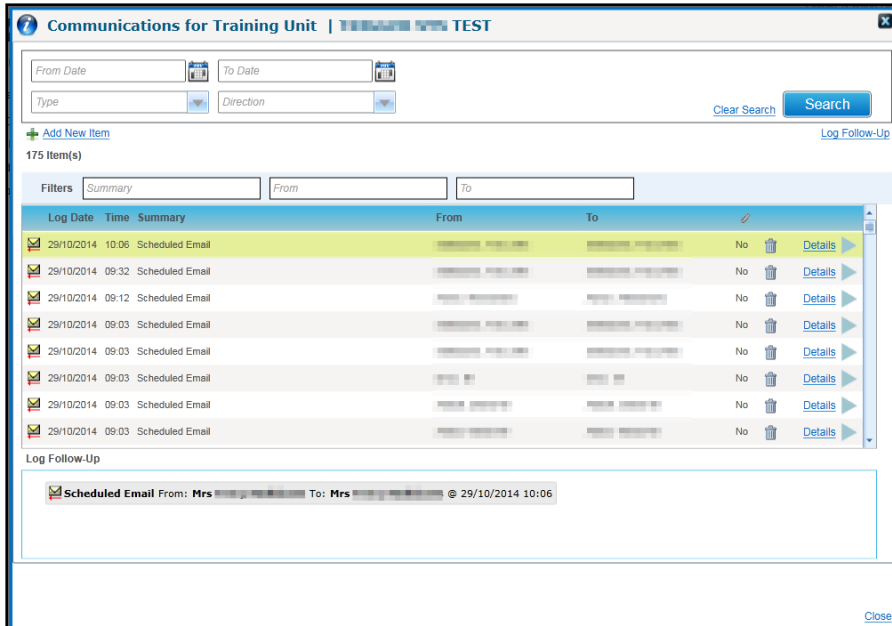 Communications for Training Unit | TEST
From Date To Date
Type Direction Clear Search Search
Add New Item Log Follow-Up
175 Item(s)
Filters Summary From To
Log Date Time Summary From To
29/10/2014 10:06 Scheduled Email No Details
29/10/2014 09:32 Scheduled Email No Details
29/10/2014 09:12 Scheduled Email No Details
29/10/2014 09:03 Scheduled Email No Details
29/10/2014 09:03 Scheduled Email No Details
29/10/2014 09:03 Scheduled Email No Details
29/10/2014 09:03 Scheduled Email No Details
29/10/2014 09:03 Scheduled Email No Details
Log Follow-Up
Scheduled Email From: Mrs To: Mrs @ 29/10/2014 10:06
Close